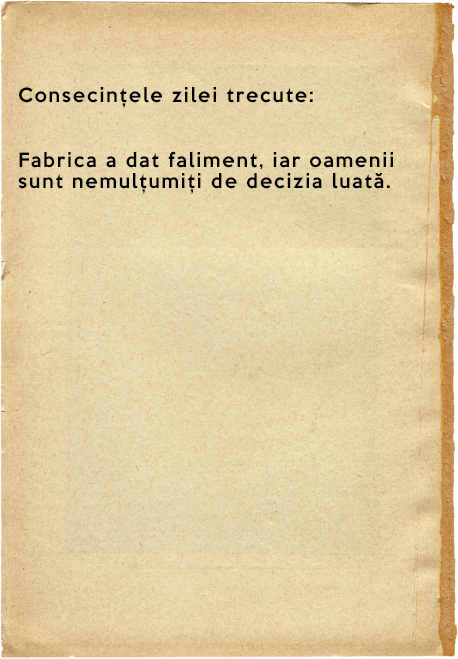 Consecințele zilei trecute:
Fabrica a dat faliment, iar oamenii
sunt nemulțumiți de decizia luată.